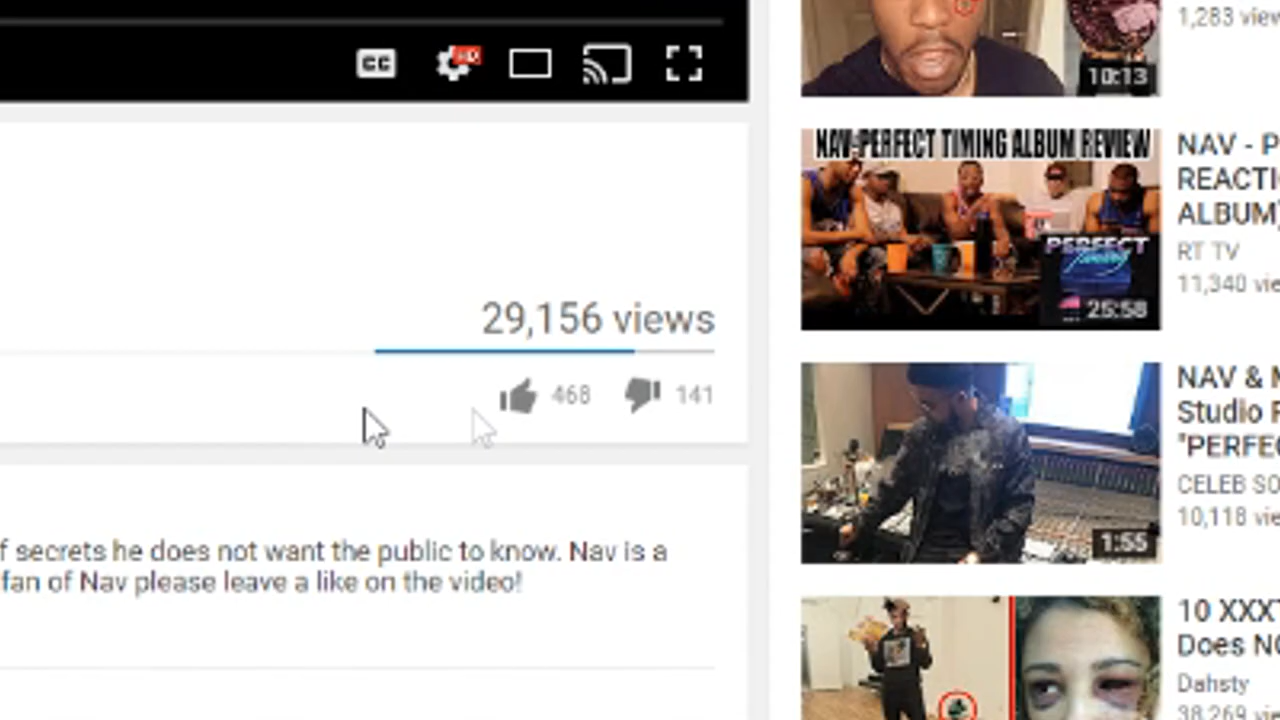 CC
HD
29,156 views
468
141
f secrets he does not want the public to know. Nav is a
fan of Nav please leave a like on the video!
1,283 view
10:13
NAV-PERFECT TIMING ALBUM REVIEW
PERFECT
Timing
25:58
NAV - P
REACTI
ALBUM)
RT TV
11,340 vie
1:55
NAV & M
Studio F
"PERFEC
CELEB SO
10,118 vie
10 XXXT
Does NO
Dahsty
38,269 vie